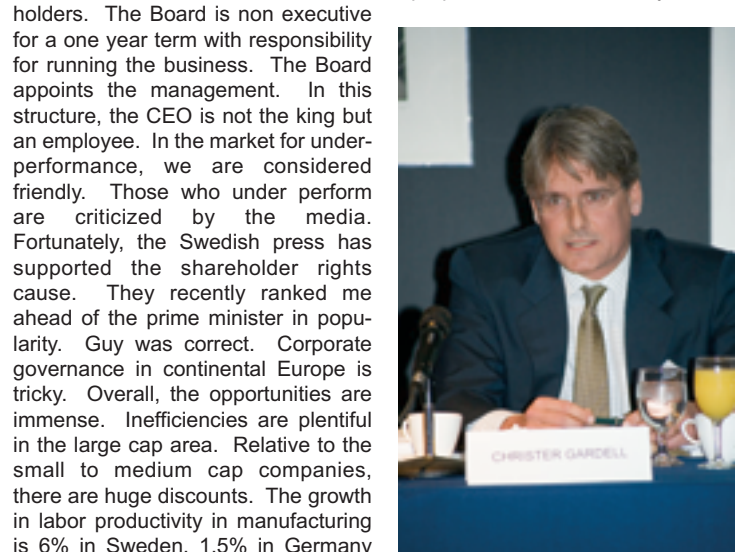 holders. The Board is non executive
for a one year term with responsibility
for running the business. The Board
appoints the management. In this
structure, the CEO is not the king but
an employee. In the market for under-
performance, we are considered
friendly. Those who under perform
are criticized by the media.
Fortunately, the Swedish press has
supported the shareholder rights
cause. They recently ranked me
ahead of the prime minister in popu-
larity. Guy was correct. Corporate
governance in continental Europe is
tricky. Overall, the opportunities are
immense. Inefficiencies are plentiful
in the large cap area. Relative to the
small to medium cap companies,
there are huge discounts. The growth
in labor productivity in manufacturing
is 6% in Sweden, 1.5% in Germany
CHRISTER GARDELL